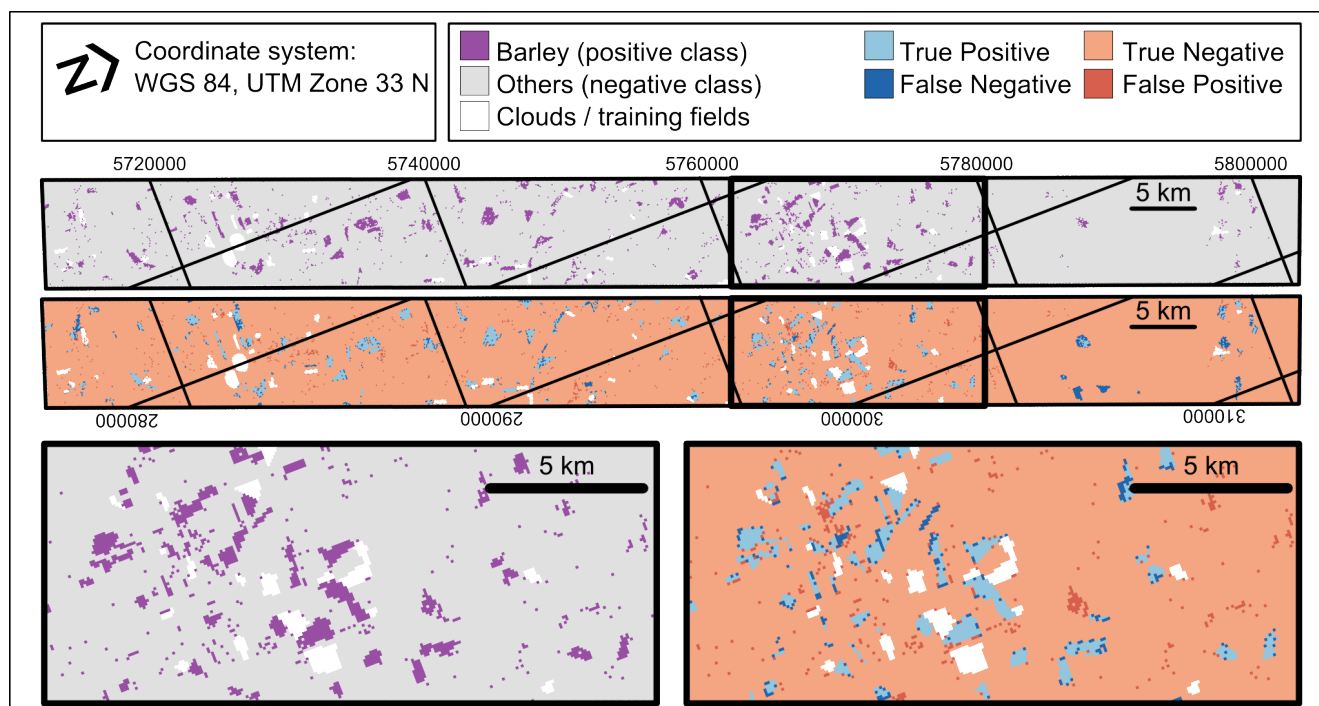 Z
Coordinate system:
WGS 84, UTM Zone 33 N
Barley (positive class)
Others (negative class)
Clouds / training fields
True Positive
False Negative
True Negative
False Positive
5720000
5740000
5760000
5780000
5800000
5 km
5 km
280000
290000
300000
310000
5 km
5 km